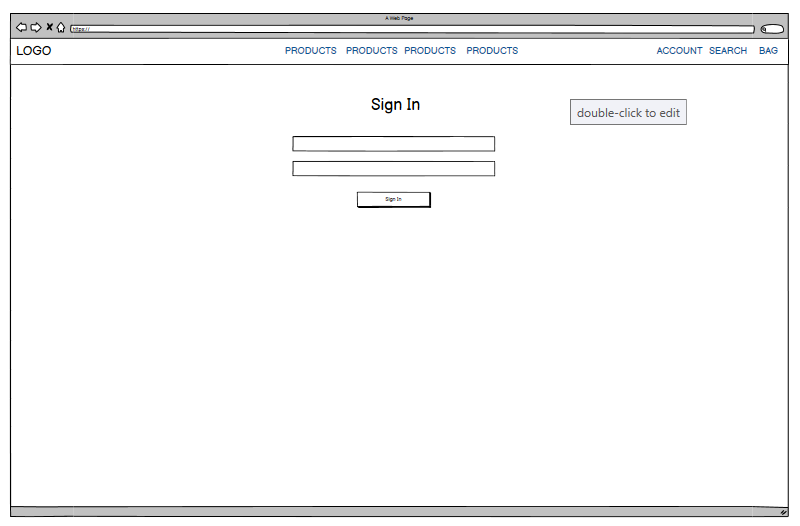 A Web Page
https://
LOGO PRODUCTS PRODUCTS PRODUCTS PRODUCTS ACCOUNT SEARCH BAG
Sign In
double-click to edit
Sign In